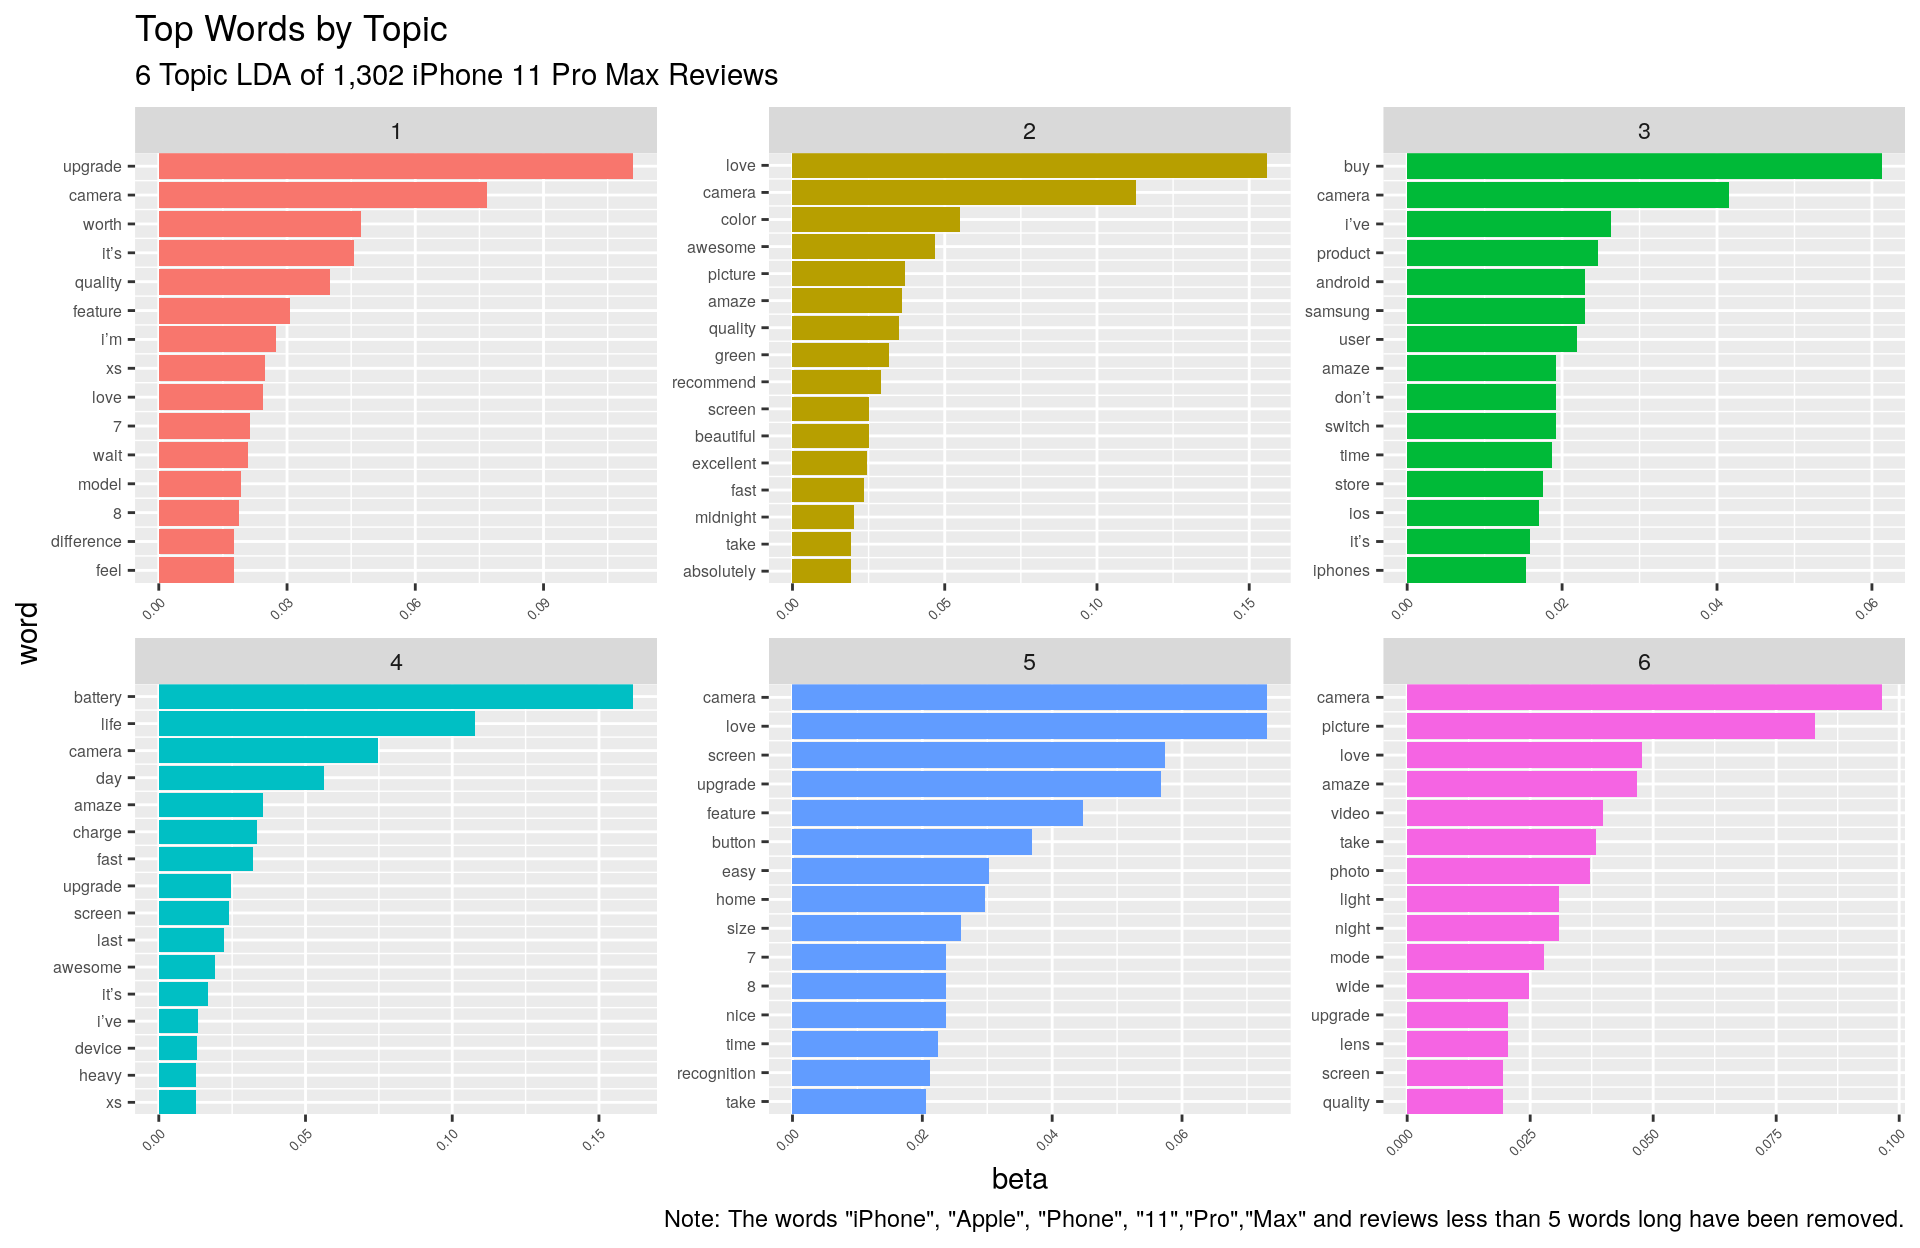 Top Words by Topic
6 Topic LDA of 1,302 iPhone 11 Pro Max Reviews
word
1
upgrade
camera
worth
it’s
quality
feature
i’m
xs
love
7
wait
model
8
difference
feel
0.00 0.03 0.06 0.09
2
love
camera
color
awesome
picture
amaze
quality
green
recommend
screen
beautiful
excellent
fast
midnight
take
absolutely
0.00 0.05 0.10 0.15
3
buy
camera
i’ve
product
android
samsung
user
amaze
don’t
switch
time
store
ios
it’s
iphones
0.00 0.02 0.04 0.06
4
battery
life
camera
day
amaze
charge
fast
upgrade
screen
last
awesome
it’s
i’ve
device
heavy
xs
0.00 0.05 0.10 0.15
5
camera
love
screen
upgrade
feature
button
easy
home
size
7
8
nice
time
recognition
take
0.00 0.02 0.04 0.06
6
camera
picture
love
amaze
video
take
photo
light
night
mode
wide
upgrade
lens
screen
quality
0.000 0.025 0.050 0.075 0.100
beta
Note: The words "iPhone", "Apple", "Phone", "11","Pro","Max" and reviews less than 5 words long have been removed.